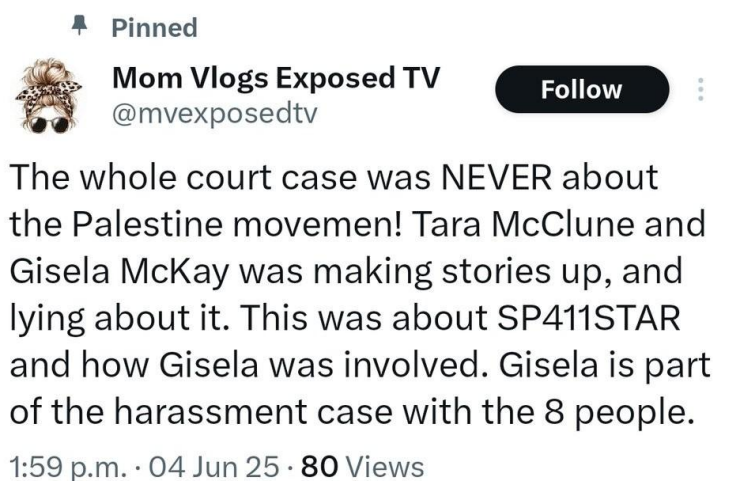 Pinned
Mom Vlogs Exposed TV
Follow
@mvexposedtv
The whole court case was NEVER about
the Palestine movemen! Tara McClune and
Gisela McKay was making stories up, and
lying about it. This was about SP411STAR
and how Gisela was involved. Gisela is part
of the harassment case with the 8 people.
1:59 p.m. · 04 Jun 25 · 80 Views